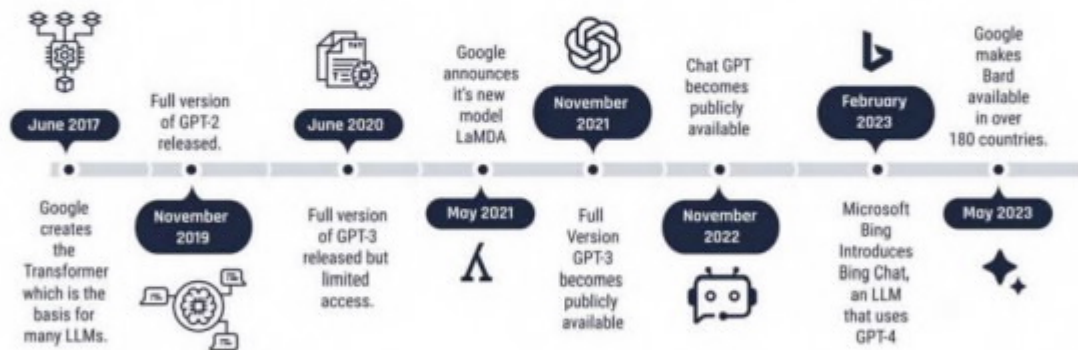 June 2017
Google
creates
the
Transformer
which is the
basis for
many LLMs.
Full version
of GPT-2
released.
November
2019
June 2020
Full version
of GPT-3
released but
limited
access.
Google
announces
it's new
model
LaMDA
May 2021
November
2021
Full
Version
GPT-3
becomes
publicly
available
Chat GPT
becomes
publicly
available
November
2022
February
2023
Microsoft
Bing
Introduces
Bing Chat,
an LLM
that uses
GPT-4
Google
makes
Bard
available
in over
180 countries.
May 2023